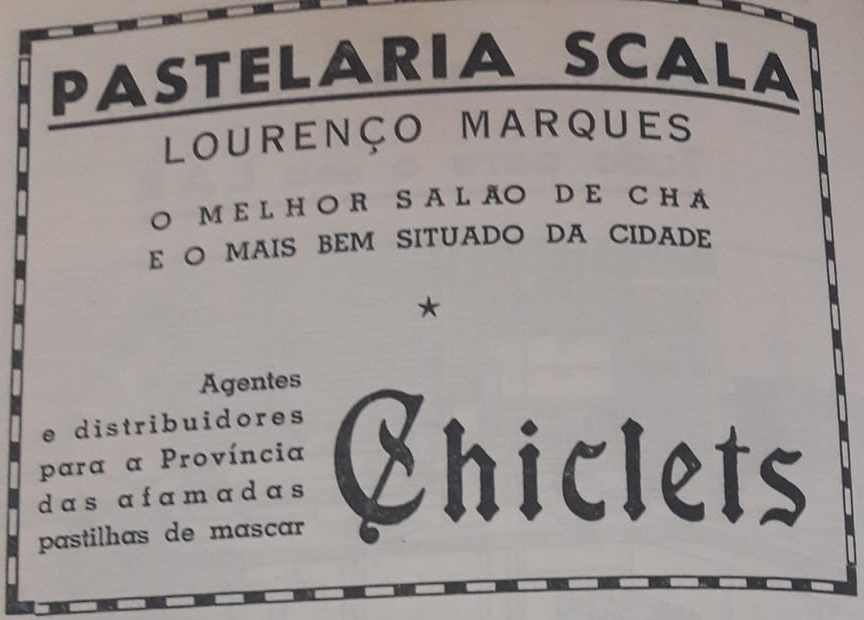 PASTELARIA SCALA
LOURENÇO MARQUES
O MELHOR SALÃO DE CHÁ
E O MAIS BEM SITUADO DA CIDADE
★
Agentes
e distribuidores
para a Província
das afamadas
pastilhas de mascar
Chiclets